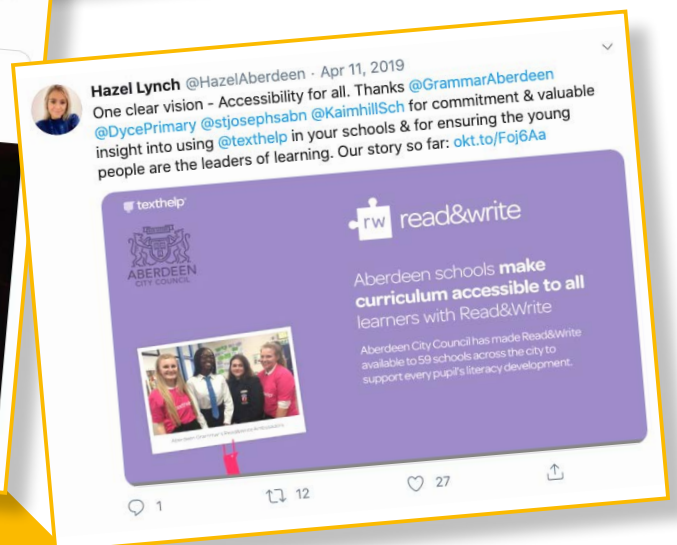 Hazel Lynch @HazelAberdeen · Apr 11, 2019
One clear vision - Accessibility for all. Thanks @GrammarAberdeen
@DycePrimary @stjosephsabn @KaimhillSch for commitment & valuable
insight into using @texthelp in your schools & for ensuring the young
people are the leaders of learning. Our story so far: okt.to/Foj6Aa
texthelp
ABERDEEN
CITY COUNCIL
rw read&write
Aberdeen schools make
curriculum accessible to all
learners with Read&Write
Aberdeen City Council has made Read&Write
available to 59 schools across the city to
support every pupil's literacy development.
1 12 27